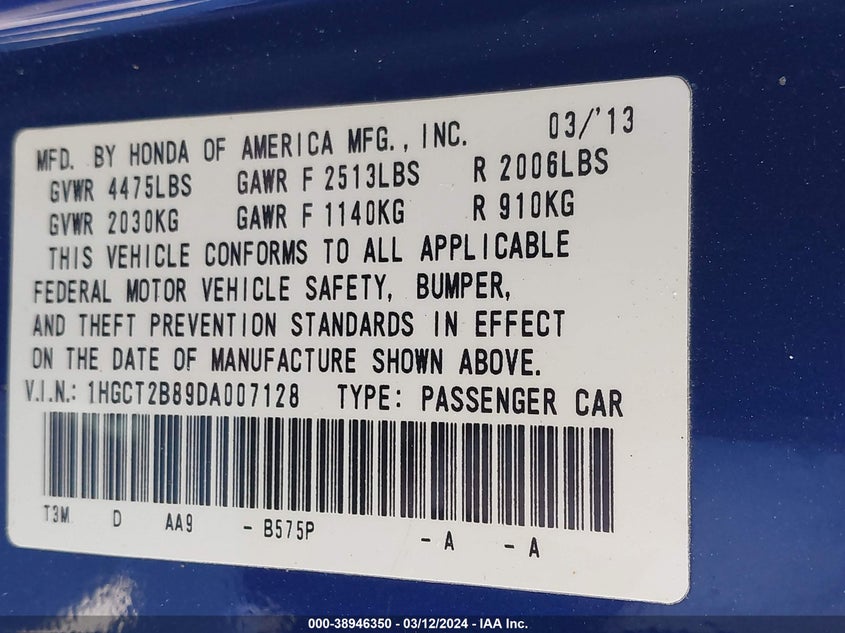 MFD. BY HONDA OF AMERICA MFG., INC. 03/'13
GVWR 4475LBS GAWR F 2513LBS R 2006LBS
GVWR 2030KG GAWR F 1140KG R 910KG
THIS VEHICLE CONFORMS TO ALL APPLICABLE
FEDERAL MOTOR VEHICLE SAFETY, BUMPER,
AND THEFT PREVENTION STANDARDS IN EFFECT
ON THE DATE OF MANUFACTURE SHOWN ABOVE.
V.I.N.: 1HGCT2B89DA007128 TYPE: PASSENGER CAR
T3M D AA9 - B575P - A - A
000-38946350 - 03/12/2024 - IAA Inc.